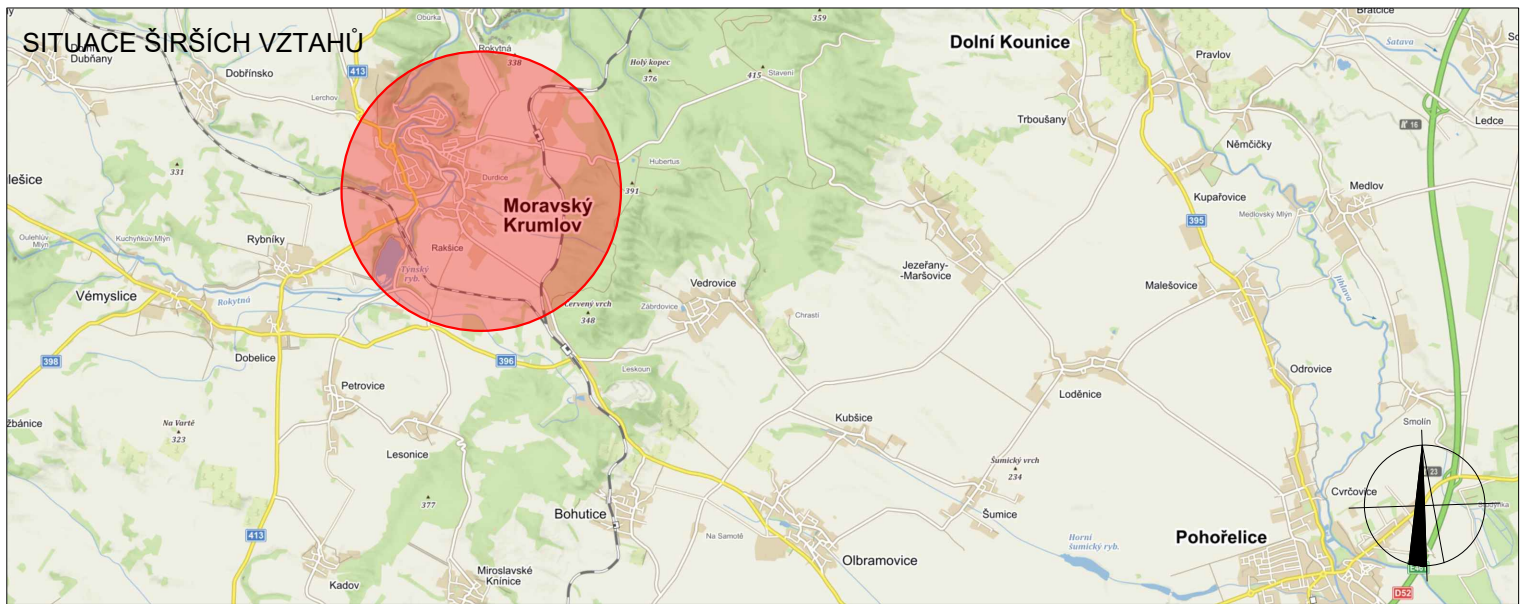 SITUACE ŠIRŠÍCH VZTAHŮ
Dubňany
Dobřínsko
413
Lerchov
Obůrka
Rokytná
338
Holý kopec
376
359
415
Stavení
Dolní Kounice
Pravlov
Bratčice
Šatava
Trboušany
Němčičky
Ledce
331
Durdice
Hubertus
391
Moravský
Krumlov
Kupařovice
Medlov
395
Medlovský Mlýn
Oulehlův
Mlýn
Kuchyňkův Mlýn
Rybníky
Rakšice
Týnský
ryb.
Jezeřany-
-Maršovice
Vémyslice
Rokytná
Červený vrch
348
Zábrdovice
Vedrovice
Chrastí
Malešovice
Jihlava
398
Dobelice
396
Leskoun
Petrovice
Loděnice
Odrovice
Na Vartě
323
Lesonice
Kubšice
Smolín
Šumický vrch
234
377
Bohutice
Na Samotě
Šumice
Cvrčovice
23
413
Olbramovice
Horní
šumický ryb.
Pohořelice
Kadov
Miroslavské
Knínice
E461
D52